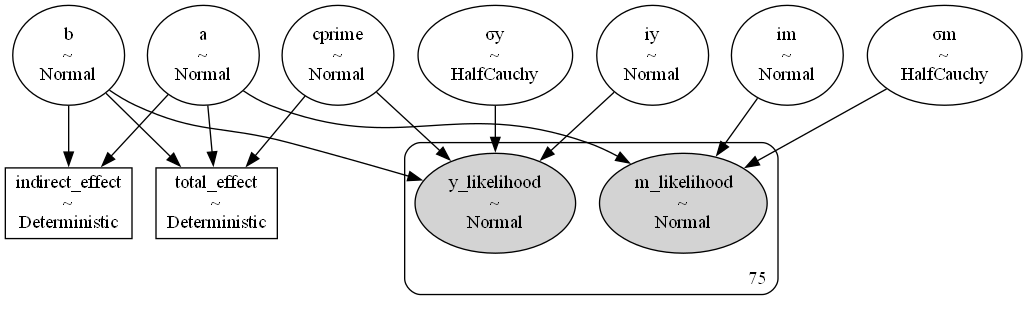 b
~
Normal
a
~
Normal
cprime
~
Normal
σy
~
HalfCauchy
iy
~
Normal
im
~
Normal
σm
~
HalfCauchy
indirect_effect
~
Deterministic
total_effect
~
Deterministic
y_likelihood
~
Normal
m_likelihood
~
Normal
75